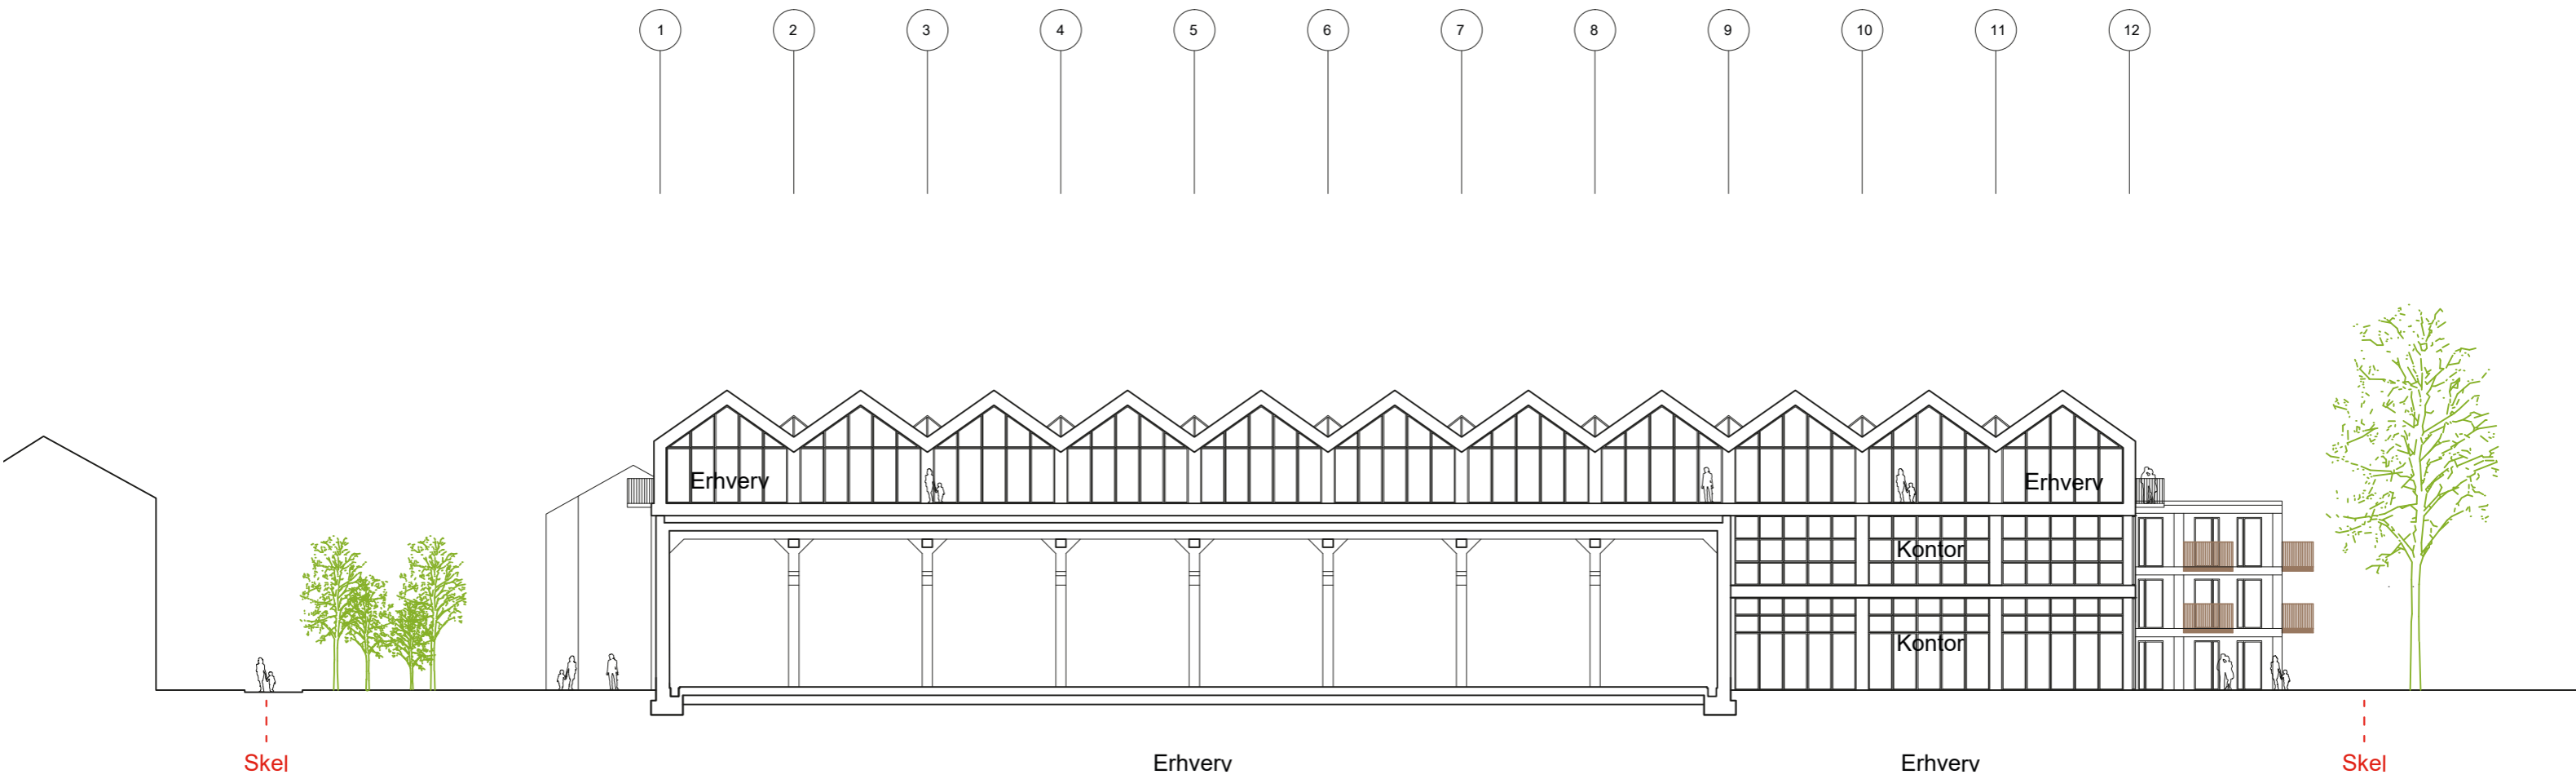 1 2 3 4 5 6 7 8 9 10 11 12
Erhverv Erhverv
Kontor
Kontor
Skel Erhverv Erhverv Skel